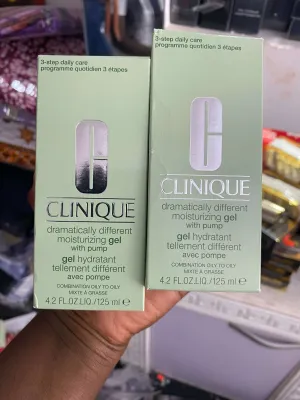 3-step daily care
programme quotidien 3 étapes
CLINIQUE
dramatically different
moisturizing gel
with pump
gel hydratant
tellement différent
avec pompe
COMBINATION OILY TO OILY
MIXTE À GRASSE
4.2 FL.OZ.LIQ./125 ml e
3-step daily care
programme quotidien 3 étapes
CLINIQUE
dramatically different
moisturizing gel
with pump
gel hydratant
tellement différent
avec pompe
COMBINATION OILY TO OILY
MIXTE À GRASSE
4.2 FL.OZ.LIQ./125 ml e